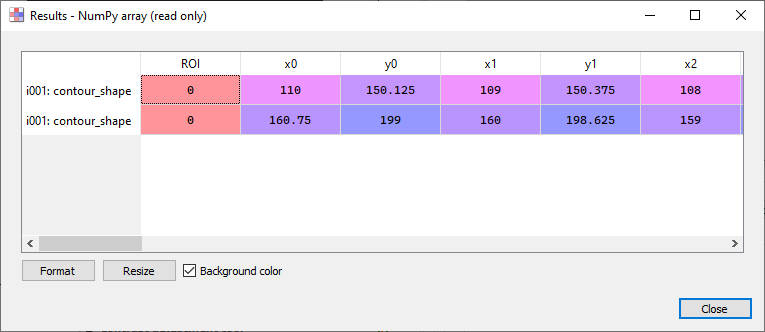 Results - NumPy array (read only)
ROI x0 y0 x1 y1 x2
i001: contour_shape 0 110 150.125 109 150.375 108
i001: contour_shape 0 160.75 199 160 198.625 159
Format Resize Background color
Close